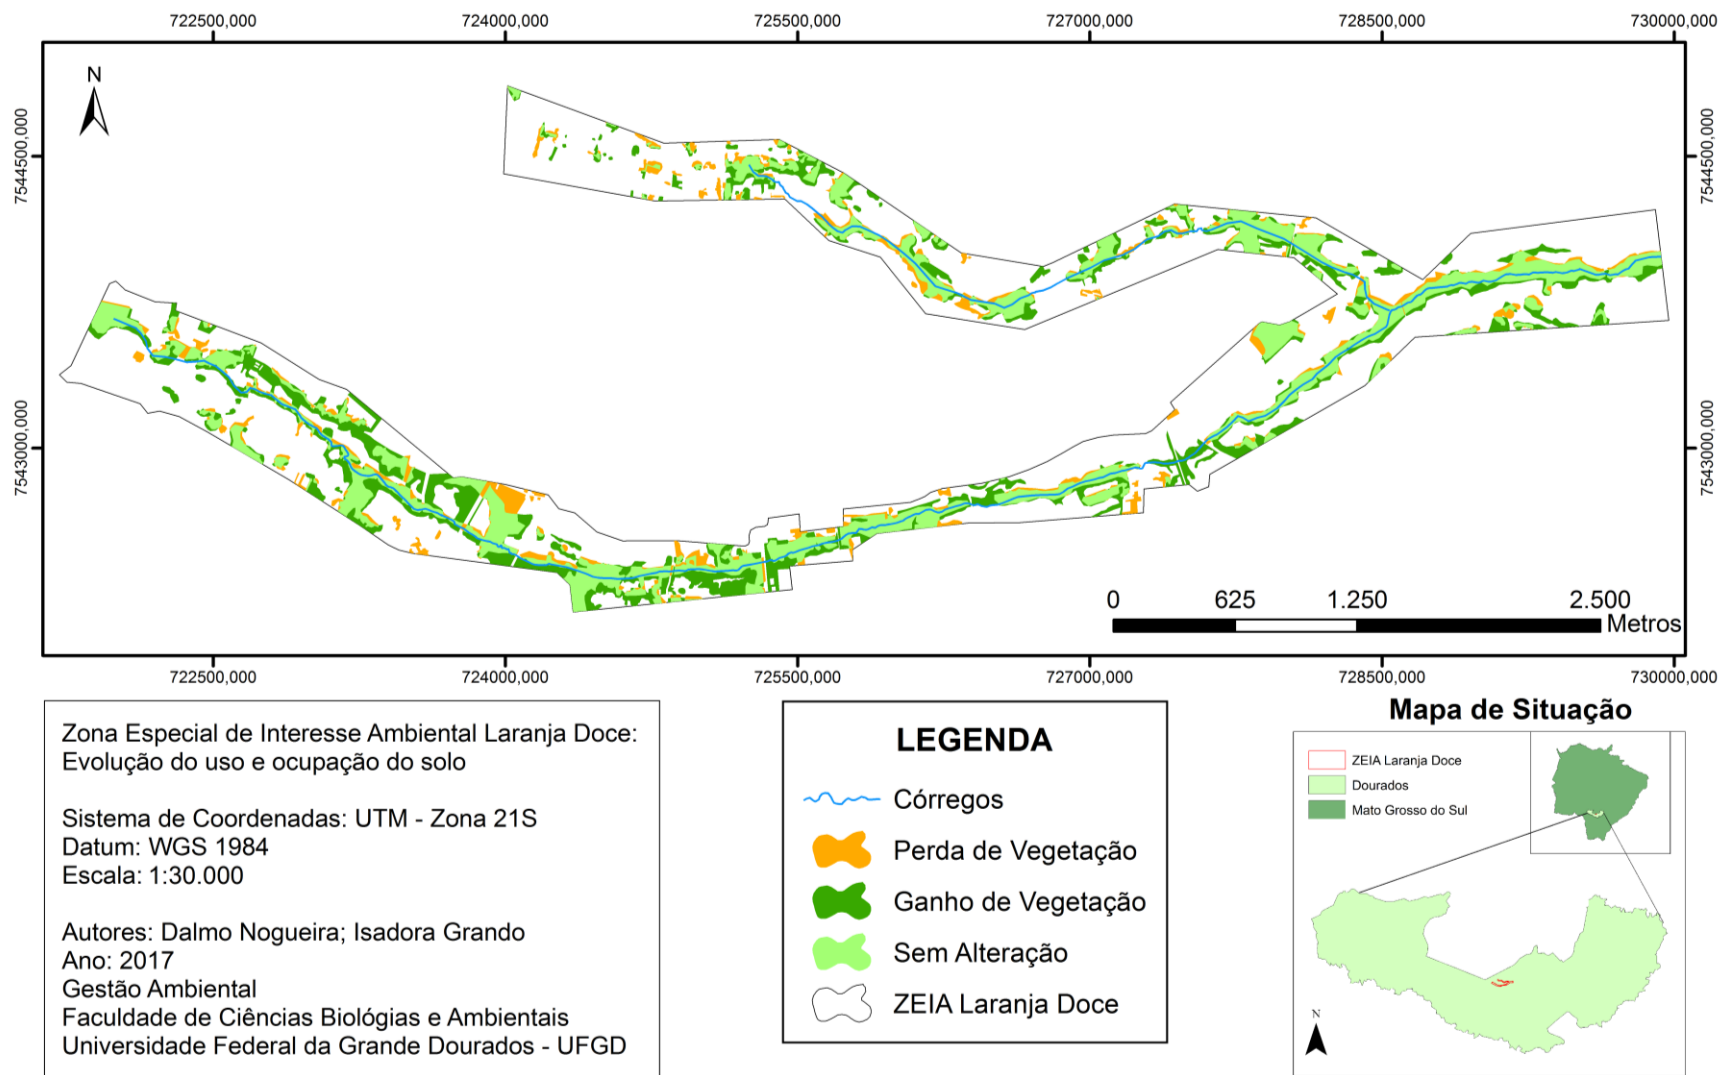 722500,000
724000,000
725500,000
727000,000
728500,000
730000,000
N
7544500,000
7544500,000
7543000,000
7543000,000
0
625
1.250
2.500
Metros
722500,000
724000,000
725500,000
727000,000
728500,000
730000,000
Zona Especial de Interesse Ambiental Laranja Doce:
Evolução do uso e ocupação do solo
Sistema de Coordenadas: UTM - Zona 21S
Datum: WGS 1984
Escala: 1:30.000
Autores: Dalmo Nogueira; Isadora Grando
Ano: 2017
Gestão Ambiental
Faculdade de Ciências Biológias e Ambientais
Universidade Federal da Grande Dourados - UFGD
LEGENDA
Córregos
Perda de Vegetação
Ganho de Vegetação
Sem Alteração
ZEIA Laranja Doce
Mapa de Situação
ZEIA Laranja Doce
Dourados
Mato Grosso do Sul
N